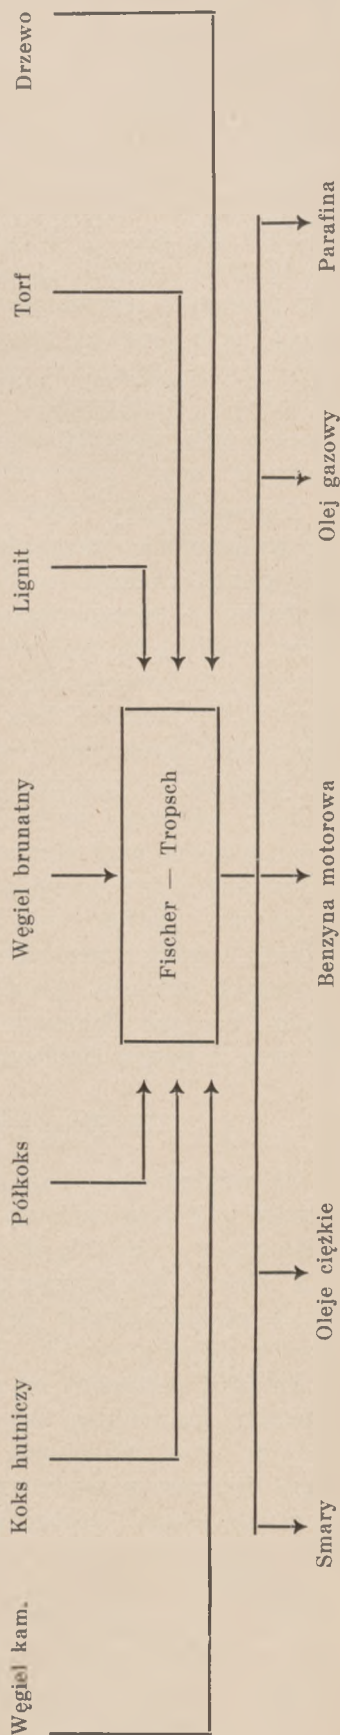 Węgiel kam.
Koks hutniczy
Półkoks
Węgiel brunatny
Lignit
Torf
Drzewo
Fischer — Tropsch
Smary
Oleje ciężkie
Benzyna motorowa
Olej gazowy
Parafina